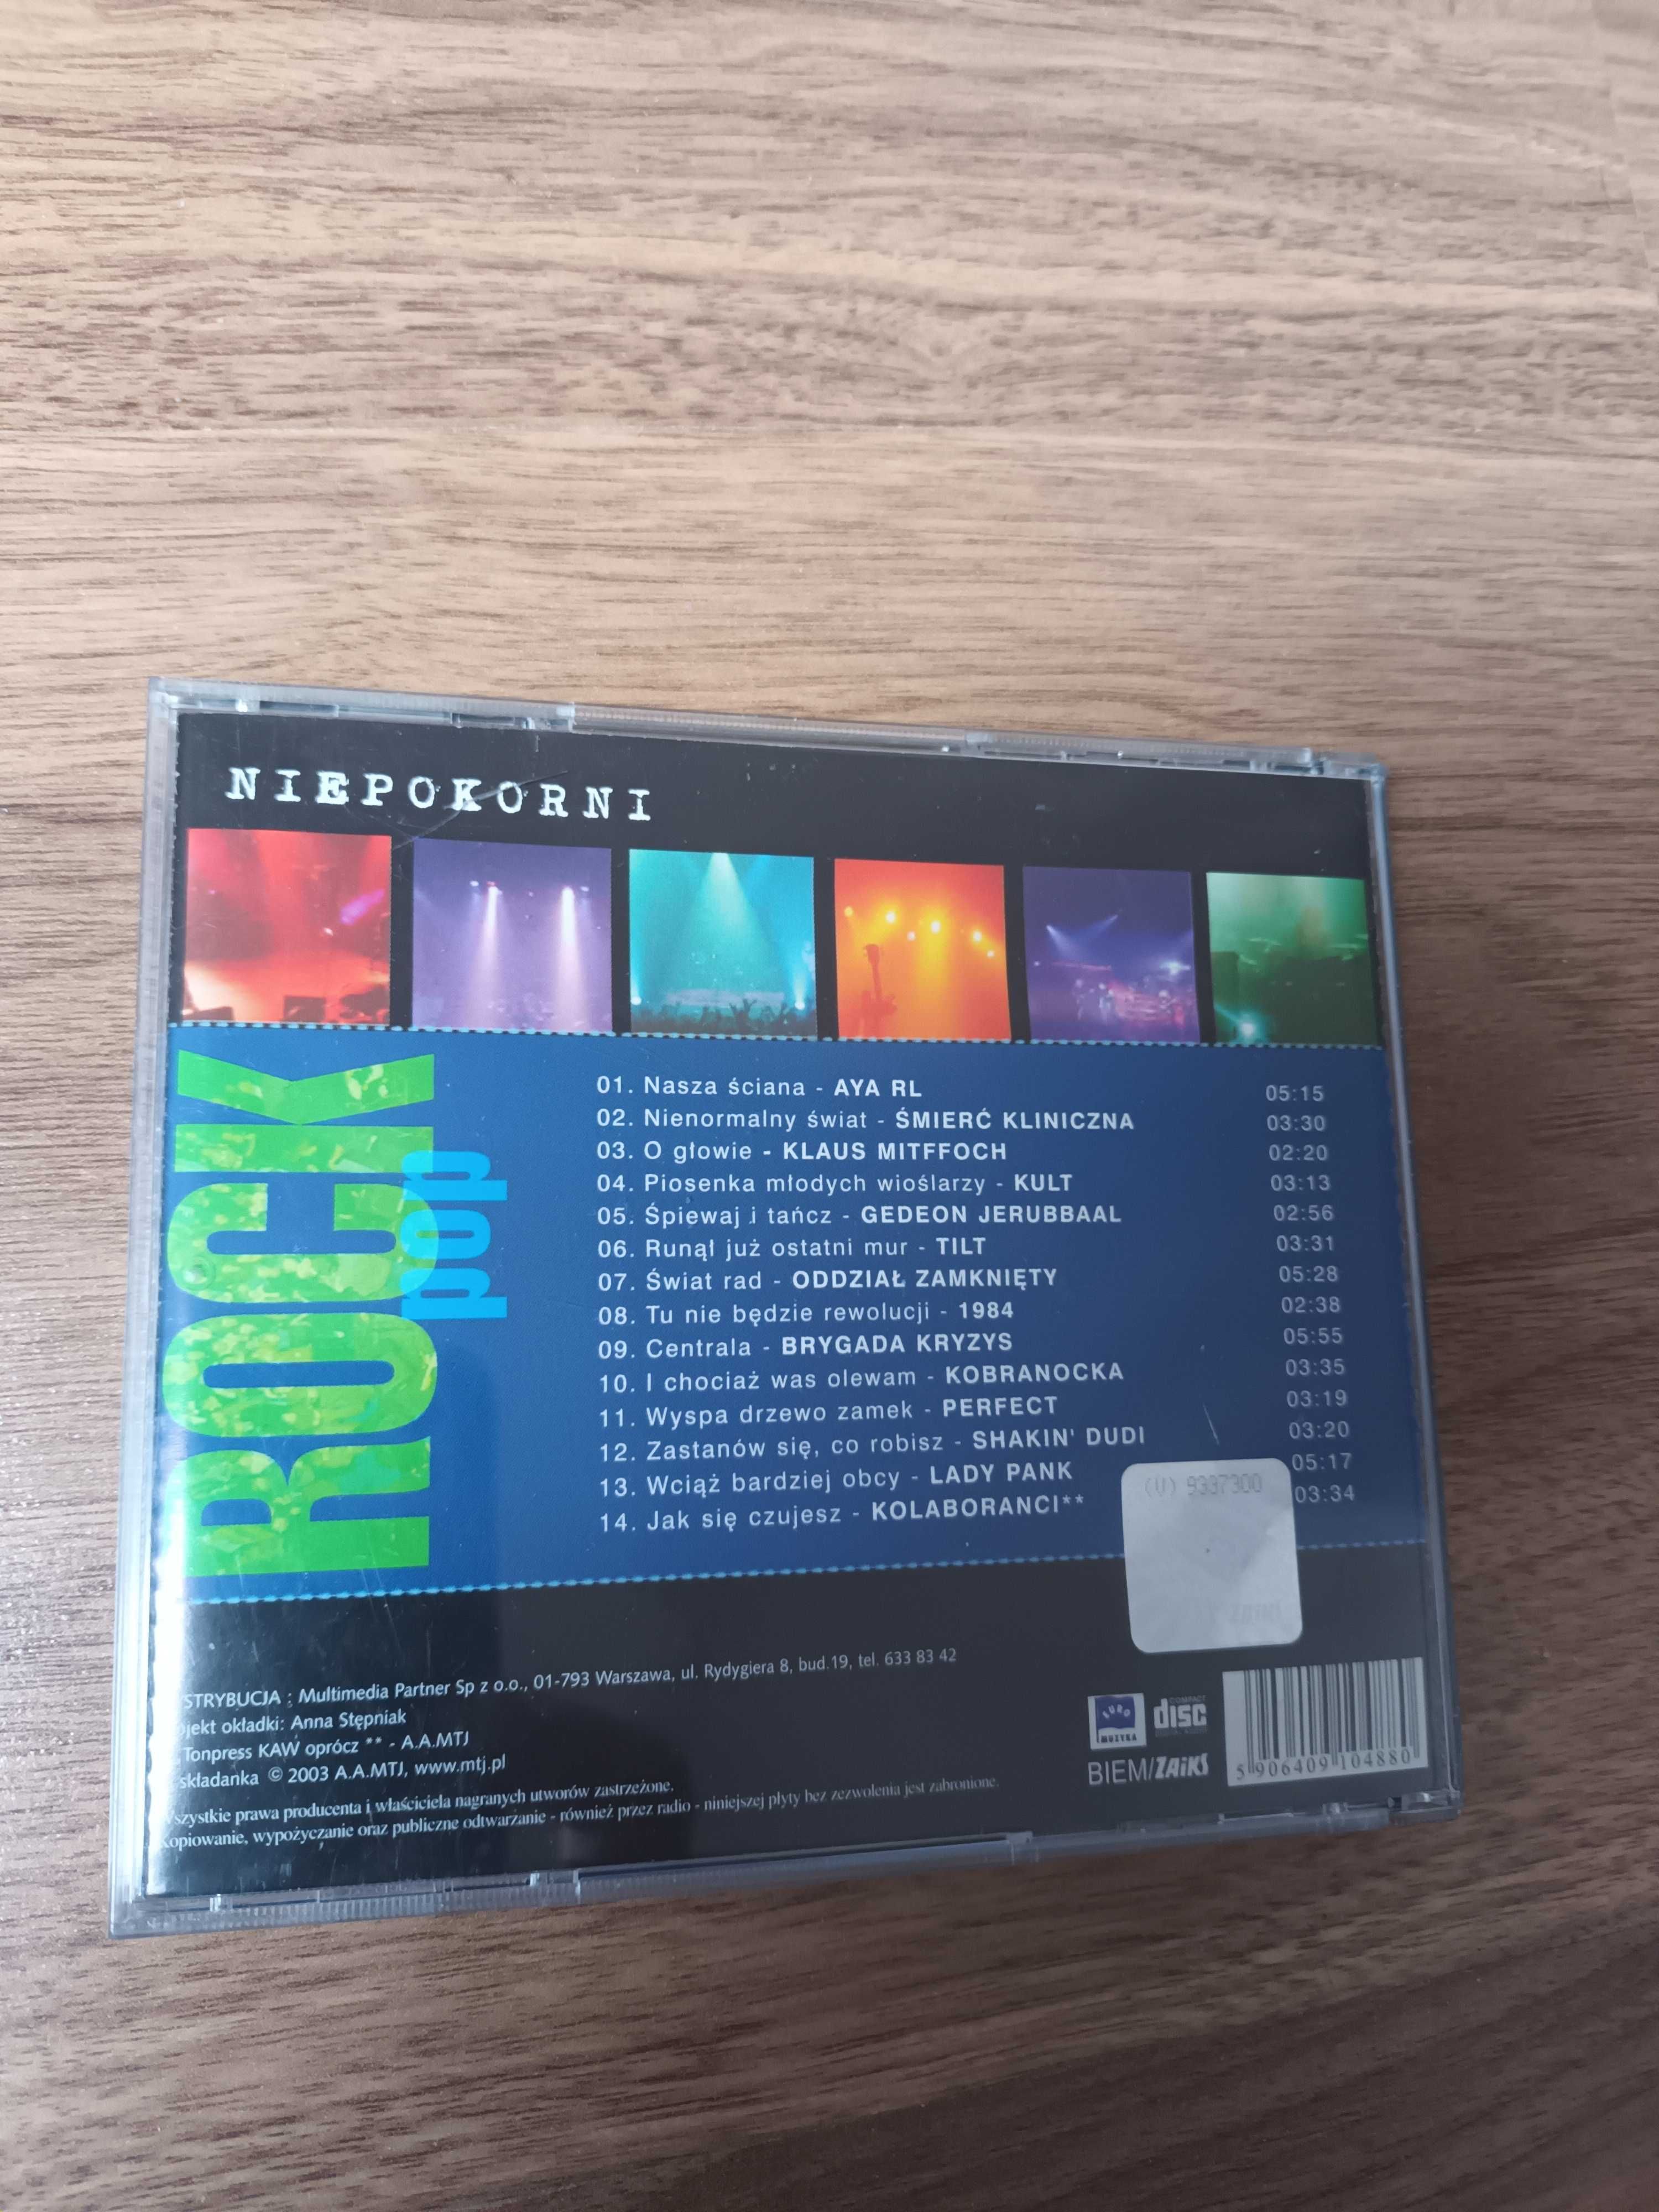 NIEPOKORNI
ROCK
pop
01. Nasza ściana - AYA RL 05:15
02. Nienormalny świat - ŚMIERĆ KLINICZNA 03:30
03. O głowie - KLAUS MITFFOCH 02:20
04. Piosenka młodych wioślarzy - KULT 03:13
05. Śpiewaj i tańcz - GEDEON JERUBBAAL 02:56
06. Runął już ostatni mur - TILT 03:31
07. Świat rad - ODDZIAŁ ZAMKNIĘTY 05:28
08. Tu nie będzie rewolucji - 1984 02:38
09. Centrala - BRYGADA KRYZYS 05:55
10. I chociaż was olewam - KOBRANOCKA 03:35
11. Wyspa drzewo zamek - PERFECT 03:19
12. Zastanów się, co robisz - SHAKIN' DUDI 03:20
13. Wciąż bardziej obcy - LADY PANK 05:17
14. Jak się czujesz - KOLABORANCI** 03:34
(V) 9337300
STRYBUCJA : Multimedia Partner Sp z o.o., 01-793 Warszawa, ul. Rydygiera 8, bud.19, tel. 633 83 42
jekt okładki: Anna Stępniak
Tonpress KAW oprócz ** - A.A.MTJ
składanka © 2003 A.A.MTJ, www.mtj.pl
szystkie prawa producenta i właściciela nagranych utworów zastrzeżone.
opiowanie, wypożyczanie oraz publiczne odtwarzanie - również przez radio - niniejszej płyty bez zezwolenia jest zabronione.
EURO
MUZYKA
COMPACT
disc
BIEM/ZAiKS
5 906409 104880